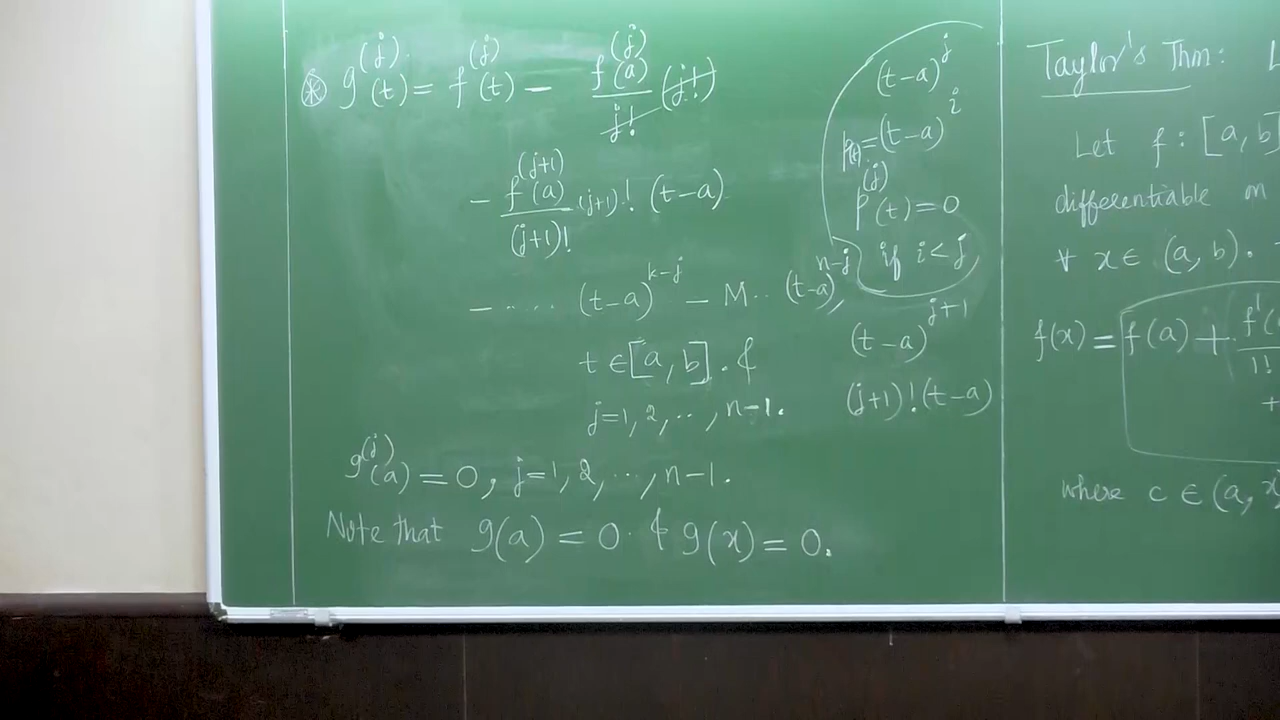 ⊛ g^(j)(t) = f^(j)(t) − f^(j)(a)/j! (j!)
− f^(j+1)(a)/(j+1)! (j+1)! (t−a)
− ⋯⋯ (t−a)^(k−j) − M ⋯ (t−a)^(n−j),
t ∈ [a, b]. &
j = 1, 2, ⋯, n−1.
g^(j)(a) = 0, j = 1, 2, ⋯, n−1.
Note that g(a) = 0. & g(x) = 0.
(t−a)^j
p(t) = (t−a)^i
p^(j)(t) = 0
if i < j
(t−a)^(j+1)
(j+1)! (t−a)
Taylor's Thm:
Let f : [a, b]
differentiable on
∀ x ∈ (a, b).
f(x) = f(a) + f'(
1!
+
where c ∈ (a, x)